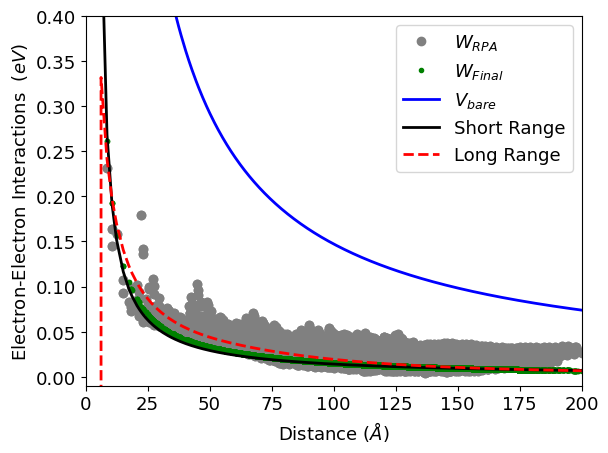 0.40
0.35
0.30
0.25
0.20
0.15
0.10
0.05
0.00
Electron-Electron Interactions (eV)
W_RPA
W_Final
V_bare
Short Range
Long Range
0 25 50 75 100 125 150 175 200
Distance (Å)